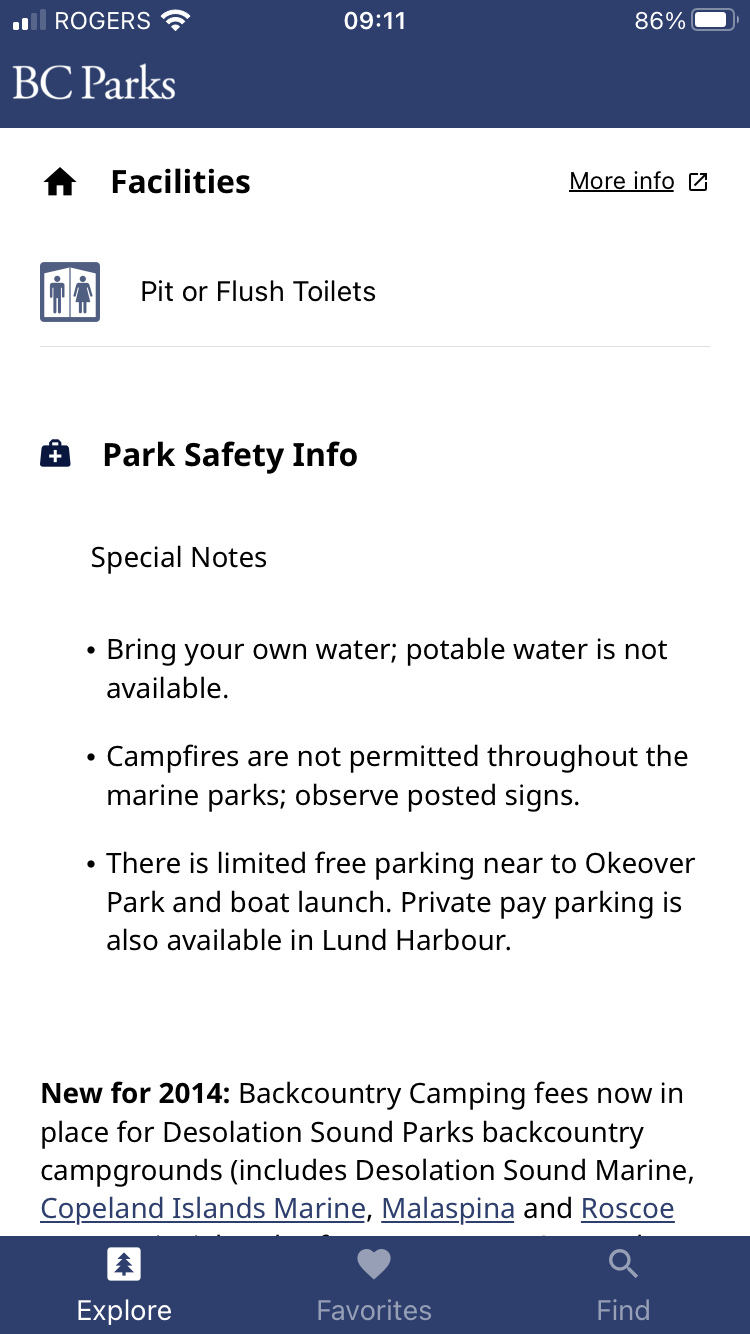 ROGERS 09:11 86%
BC Parks
Facilities More info
Pit or Flush Toilets
Park Safety Info
Special Notes
• Bring your own water; potable water is not
available.
• Campfires are not permitted throughout the
marine parks; observe posted signs.
• There is limited free parking near to Okeover
Park and boat launch. Private pay parking is
also available in Lund Harbour.
New for 2014: Backcountry Camping fees now in
place for Desolation Sound Parks backcountry
campgrounds (includes Desolation Sound Marine,
Copeland Islands Marine, Malaspina and Roscoe
Explore Favorites Find